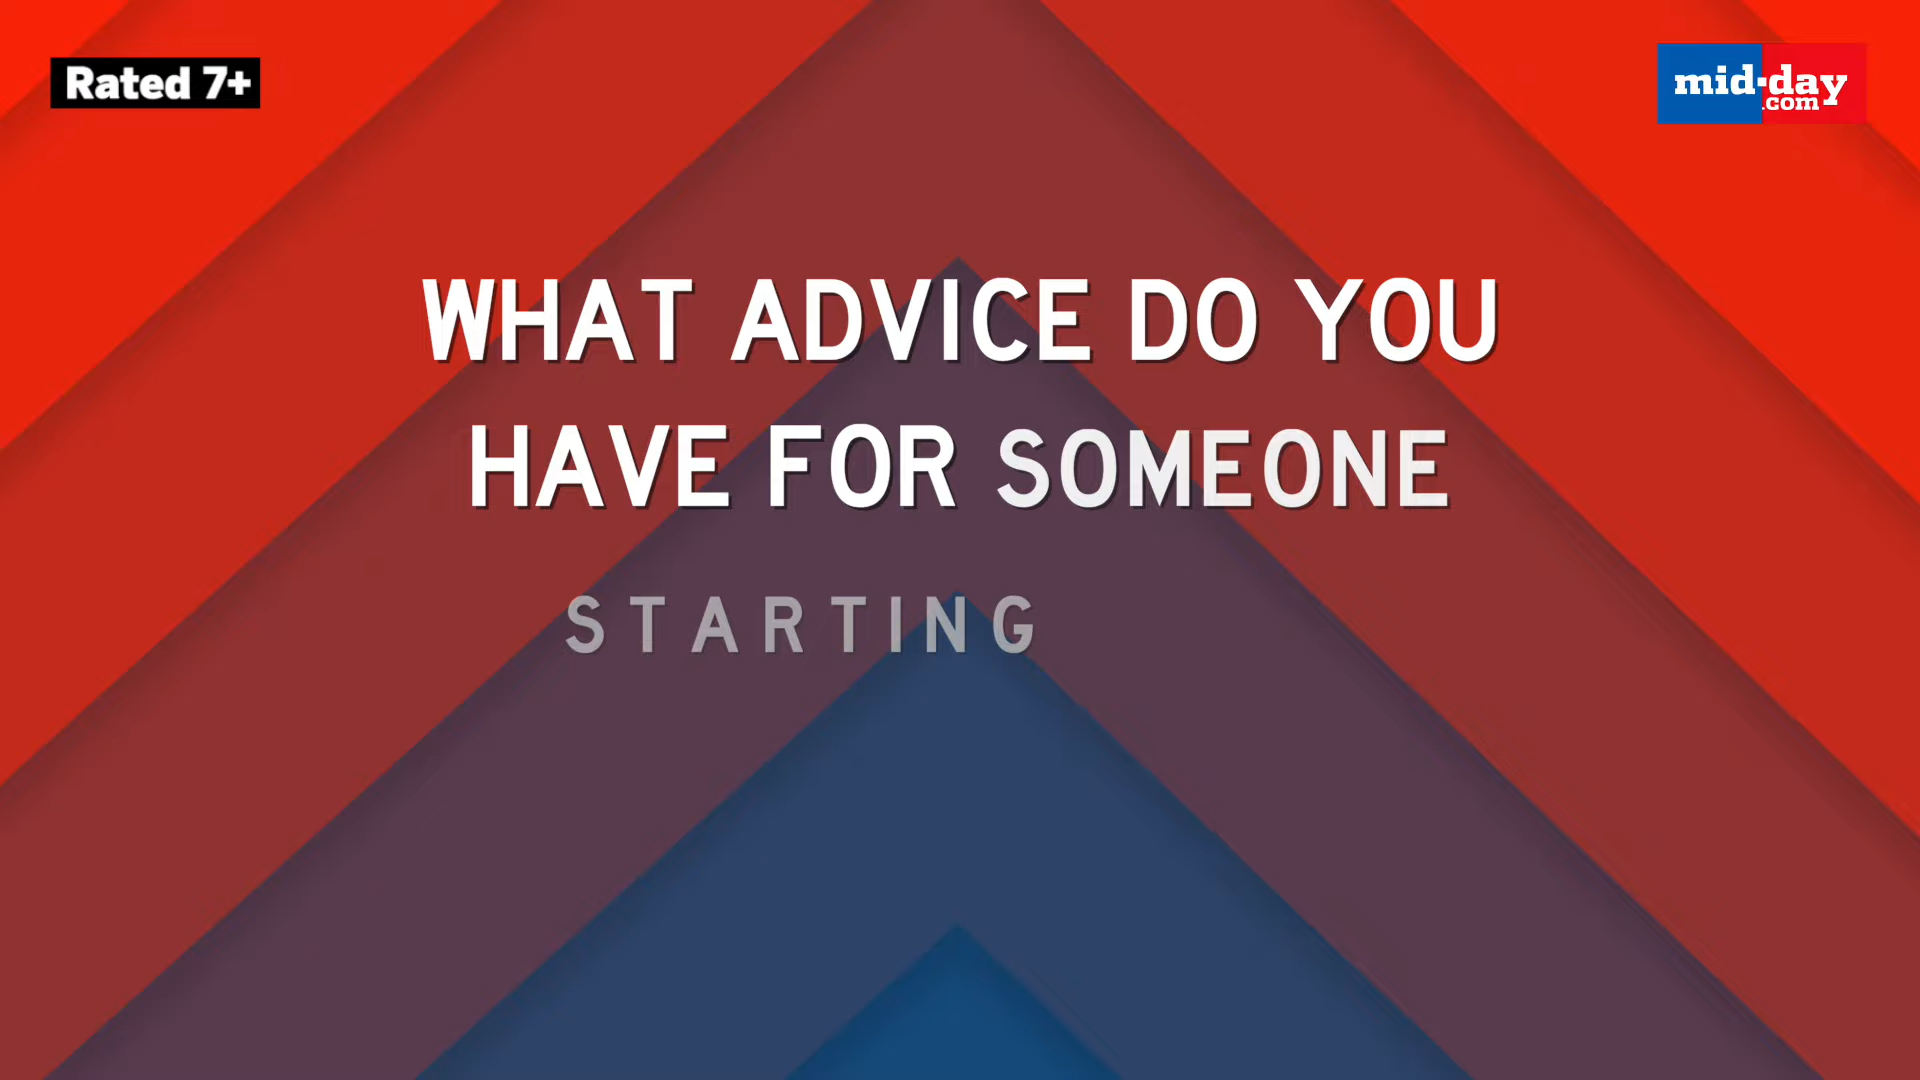 Rated 7+
mid-day
.com
WHAT ADVICE DO YOU
HAVE FOR SOMEONE
STARTING